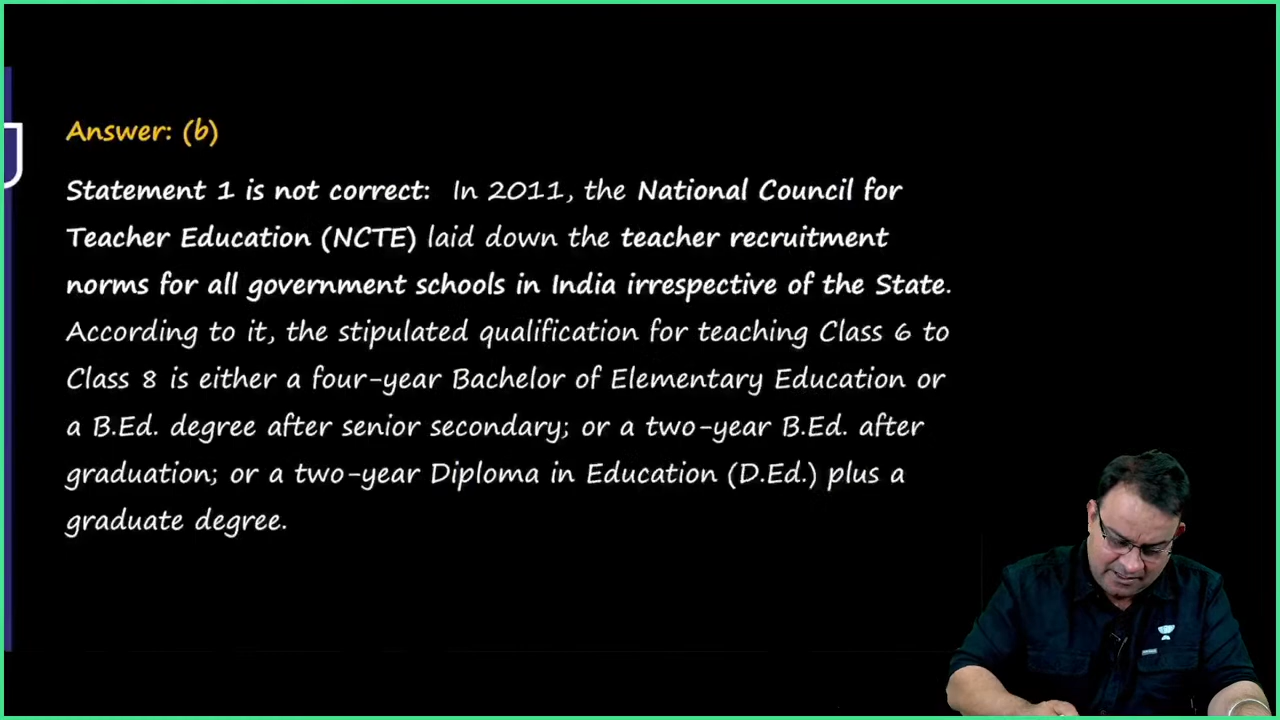 Answer: (b)
Statement 1 is not correct: In 2011, the National Council for
Teacher Education (NCTE) laid down the teacher recruitment
norms for all government schools in India irrespective of the State.
According to it, the stipulated qualification for teaching Class 6 to
Class 8 is either a four-year Bachelor of Elementary Education or
a B.Ed. degree after senior secondary; or a two-year B.Ed. after
graduation; or a two-year Diploma in Education (D.Ed.) plus a
graduate degree.